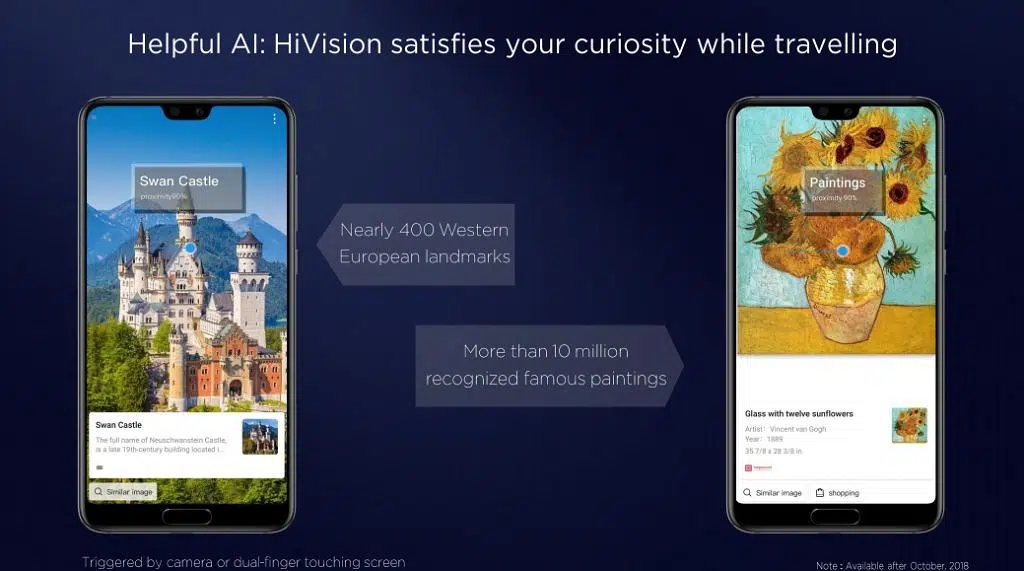 Helpful AI: HiVision satisfies your curiosity while travelling
Swan Castle
proximity90%
Nearly 400 Western
European landmarks
Swan Castle
The full name of Neuschwanstein Castle,
is a late 19th-century building located i...
Similar image
Paintings
proximity 90%
More than 10 million
recognized famous paintings
Glass with twelve sunflowers
Artist: Vincent van Gogh
Year: 1889
35 7/8 x 28 3/8 in.
Similar image
shopping
Triggered by camera or dual-finger touching screen
Note : Available after October, 2018